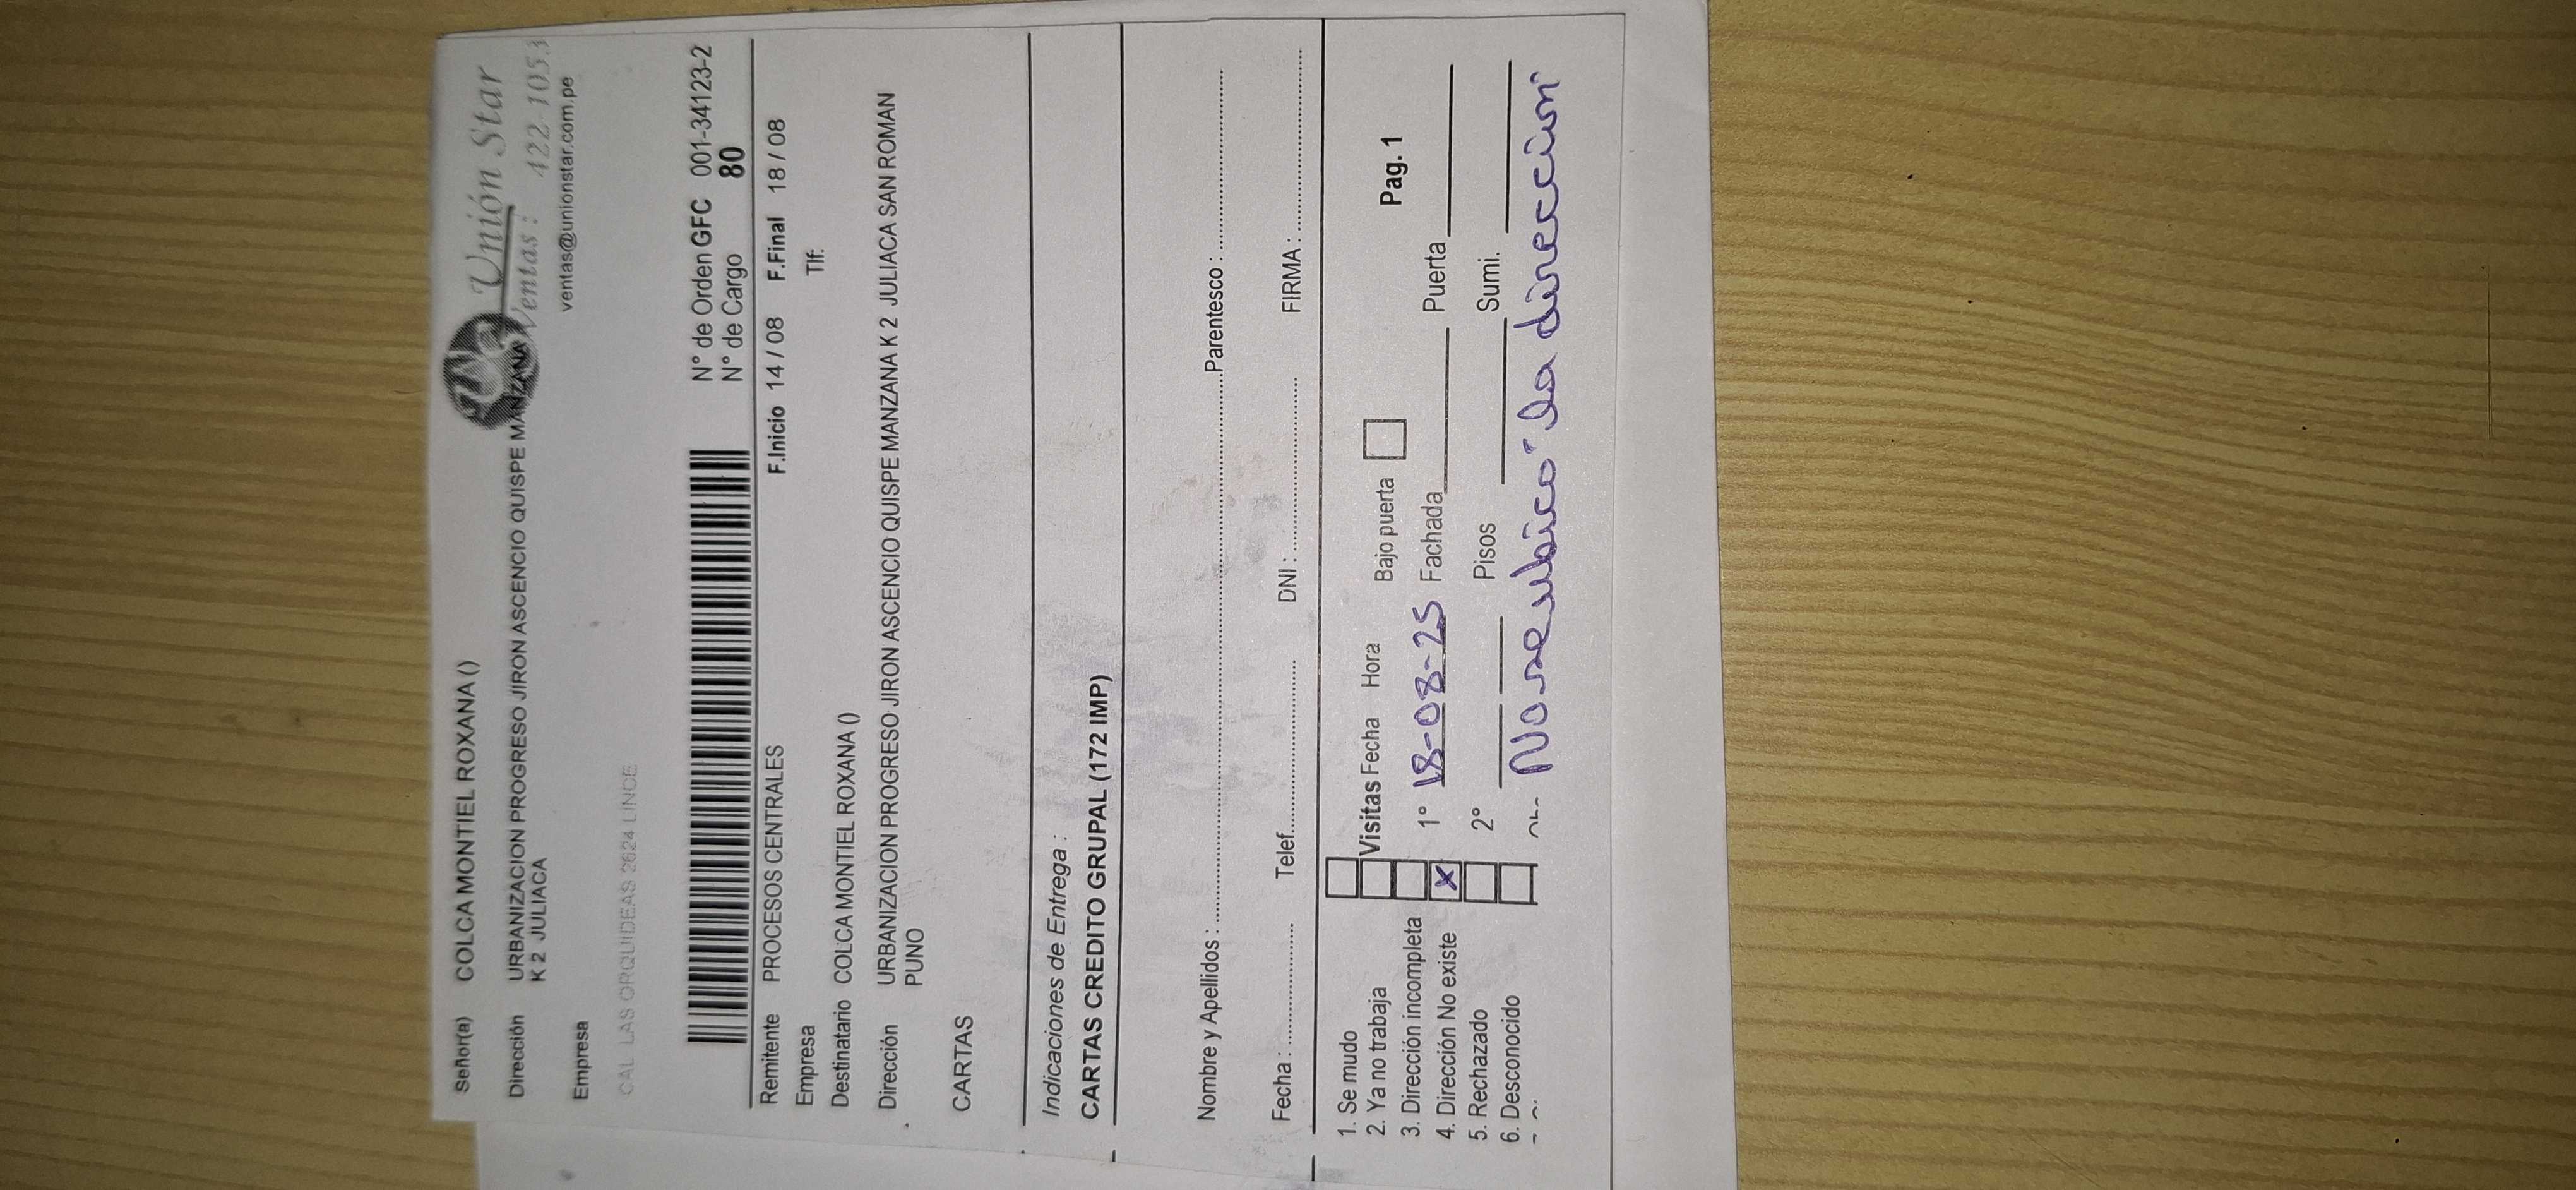 Señor(a) COLCA MONTIEL ROXANA ()
Unión Star
Dirección URBANIZACION PROGRESO JIRON ASCENCIO QUISPE MANZANA
K 2 JULIACA
Ventas: 422-1053
ventas@unionstar.com.pe
Empresa
CAL LAS ORQUIDEAS 2624 LINCE
N° de Orden GFC 001-34123-2
N° de Cargo 80
Remitente PROCESOS CENTRALES F.Inicio 14 / 08 F.Final 18 / 08
Empresa Tlf:
Destinatario COLCA MONTIEL ROXANA ()
Dirección URBANIZACION PROGRESO JIRON ASCENCIO QUISPE MANZANA K 2 JULIACA SAN ROMAN
PUNO
CARTAS
Indicaciones de Entrega :
CARTAS CREDITO GRUPAL (172 IMP)
Nombre y Apellidos : Parentesco :
Fecha : Telef. DNI : FIRMA :
1. Se mudo
2. Ya no trabaja Visitas Fecha Hora Bajo puerta Pag. 1
3. Dirección incompleta 1° 18-08-25 Fachada Puerta
4. Dirección No existe X
5. Rechazado 2° Pisos Sumi.
6. Desconocido
No se ubicó la direccion